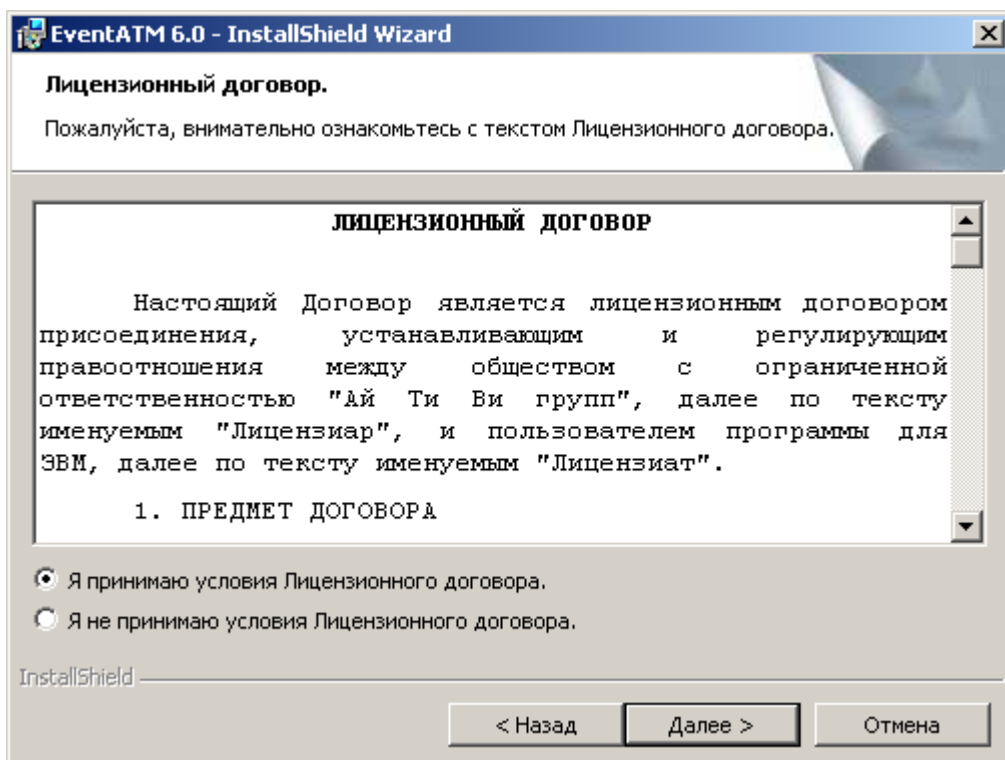 EventATM 6.0 - InstallShield Wizard
Лицензионный договор.
Пожалуйста, внимательно ознакомьтесь с текстом Лицензионного договора.
ЛИЦЕНЗИОННЫЙ ДОГОВОР
Настоящий Договор является лицензионным договором
присоединения, устанавливающим и регулирующим
правоотношения между обществом с ограниченной
ответственностью "Ай Ти Ви групп", далее по тексту
именуемым "Лицензиар", и пользователем программы для
ЭВМ, далее по тексту именуемым "Лицензиат".
1. ПРЕДМЕТ ДОГОВОРА
Я принимаю условия Лицензионного договора.
Я не принимаю условия Лицензионного договора.
InstallShield
< Назад
Далее >
Отмена